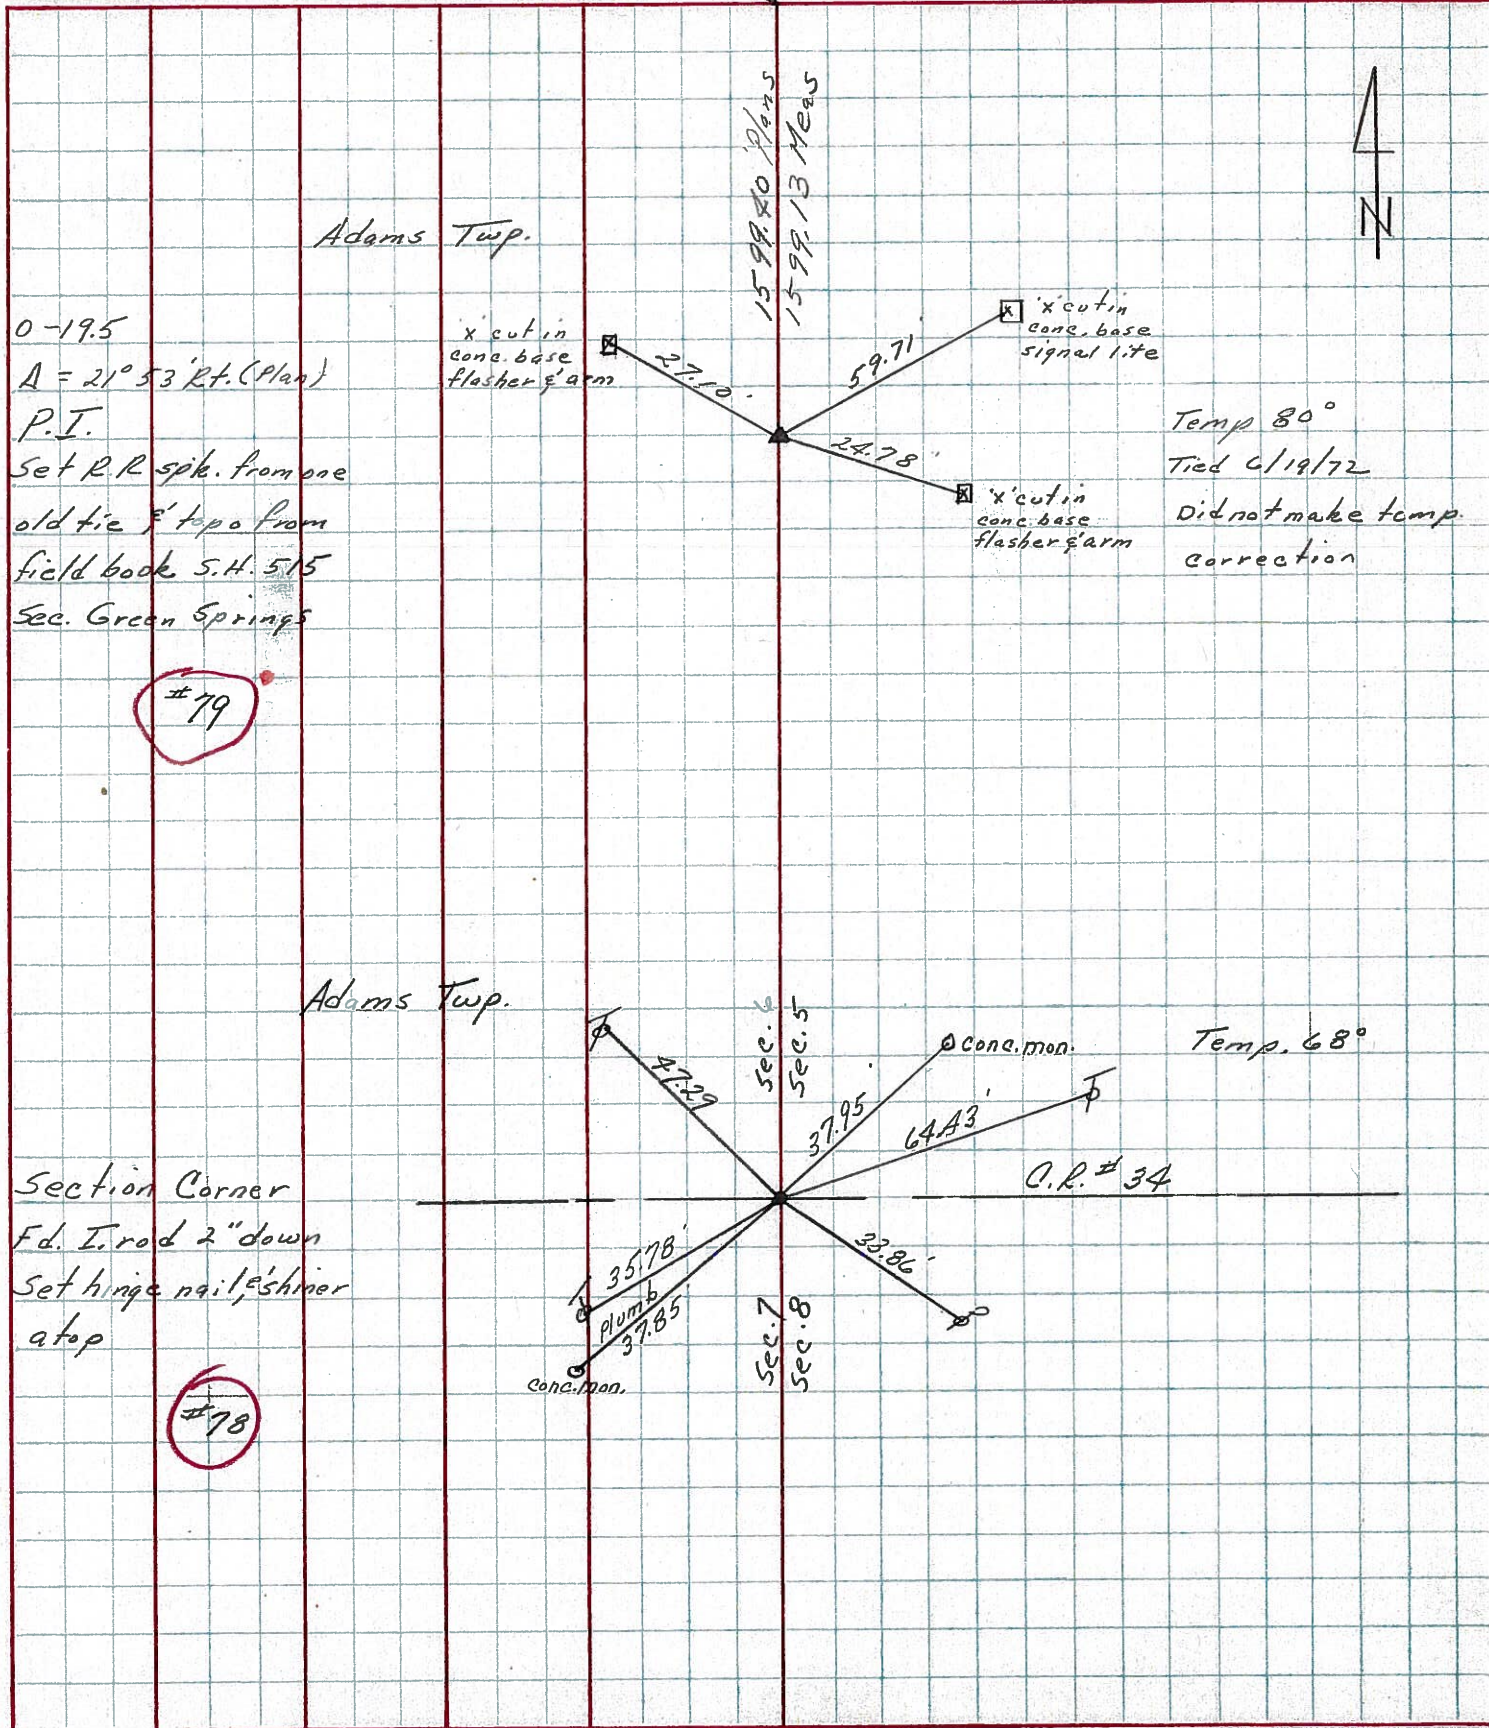 1599.40 Plans
1599.13 Meas
N
Adams Twp.
0-19.5
Δ = 21° 53' Rt. (Plan)
P.I.
Set R.R spk. from one
old tie & topo from
field book S.H. 515
Sec. Green Springs
#79
'x' cut in
conc. base
flasher & arm
27.10'
59.71'
'x' cut in
conc. base
signal lite
24.78'
'x' cut in
conc. base
flasher & arm
Temp 80°
Tied 6/19/72
Did not make temp.
correction
Adams Twp.
Sec. 6
Sec. 5
47.29
37.95'
conc. mon.
64.43'
Temp. 68°
C.R. # 34
Section Corner
Fd. I. rod 2" down
Set hinge nail & shiner
atop
#78
35.78'
Plumb
37.85'
conc. mon.
33.86'
Sec. 7
Sec. 8